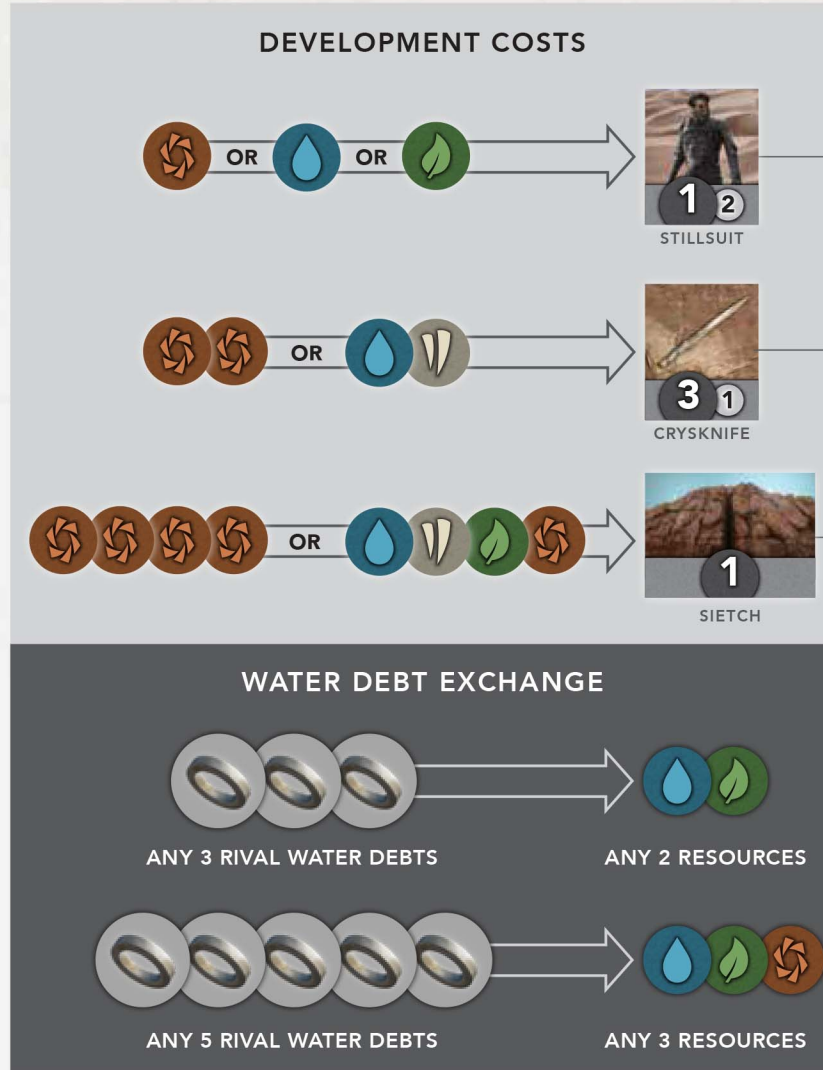 DEVELOPMENT COSTS
OR OR
1 2
STILLSUIT
OR
3 1
CRYSKNIFE
OR
1
SIETCH
WATER DEBT EXCHANGE
ANY 3 RIVAL WATER DEBTS ANY 2 RESOURCES
ANY 5 RIVAL WATER DEBTS ANY 3 RESOURCES